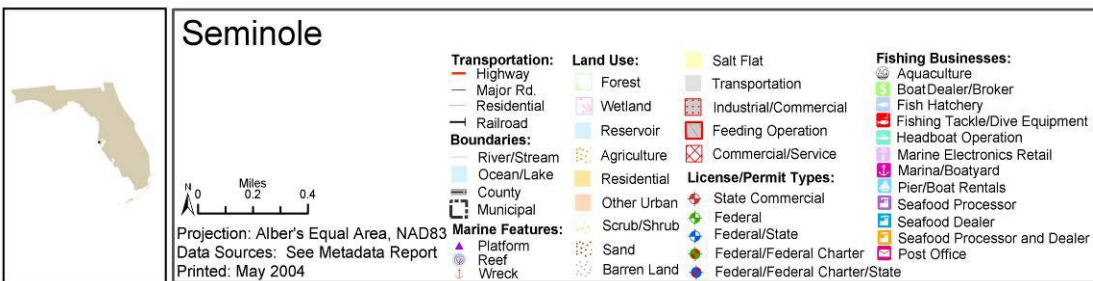 Seminole
N
Miles
0 0.2 0.4
Projection: Alber's Equal Area, NAD83
Data Sources: See Metadata Report
Printed: May 2004
Transportation:
Highway
Major Rd.
Residential
Railroad
Boundaries:
River/Stream
Ocean/Lake
County
Municipal
Marine Features:
Platform
Reef
Wreck
Land Use:
Forest
Wetland
Reservoir
Agriculture
Residential
Other Urban
Scrub/Shrub
Sand
Barren Land
Salt Flat
Transportation
Industrial/Commercial
Feeding Operation
Commercial/Service
License/Permit Types:
State Commercial
Federal
Federal/State
Federal/Federal Charter
Federal/Federal Charter/State
Fishing Businesses:
Aquaculture
BoatDealer/Broker
Fish Hatchery
Fishing Tackle/Dive Equipment
Headboat Operation
Marine Electronics Retail
Marina/Boatyard
Pier/Boat Rentals
Seafood Processor
Seafood Dealer
Seafood Processor and Dealer
Post Office